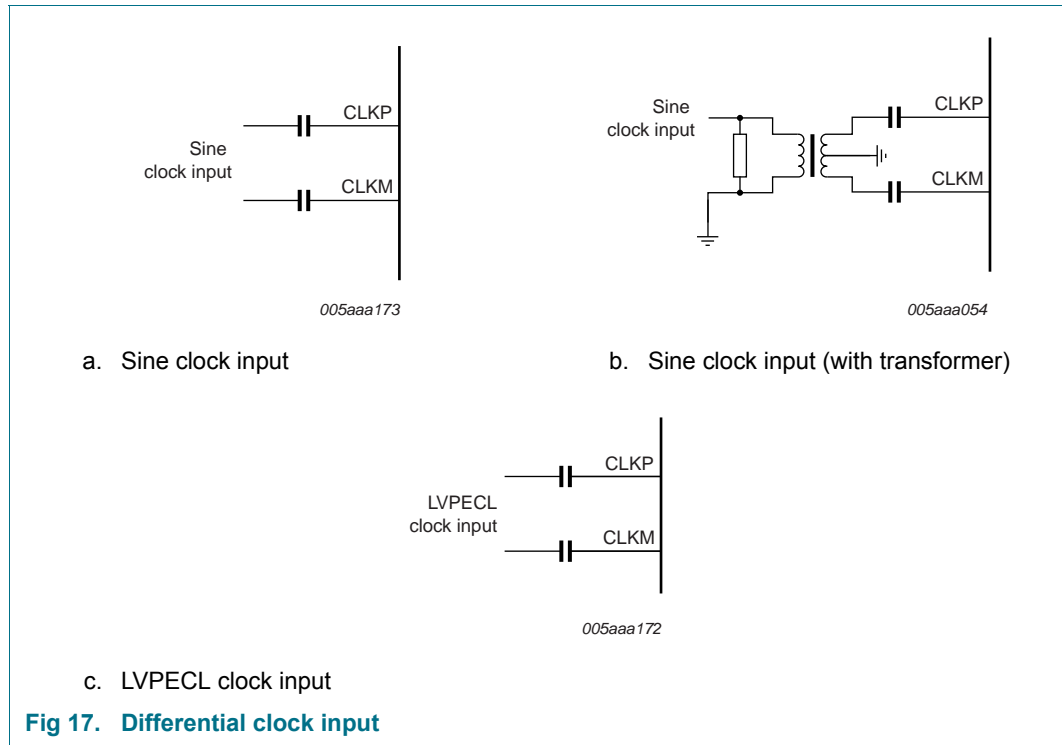 CLKP
Sine
clock input
CLKM
005aaa173
a. Sine clock input
Sine
clock input
CLKP
CLKM
005aaa054
b. Sine clock input (with transformer)
CLKP
LVPECL
clock input
CLKM
005aaa172
c. LVPECL clock input
Fig 17. Differential clock input